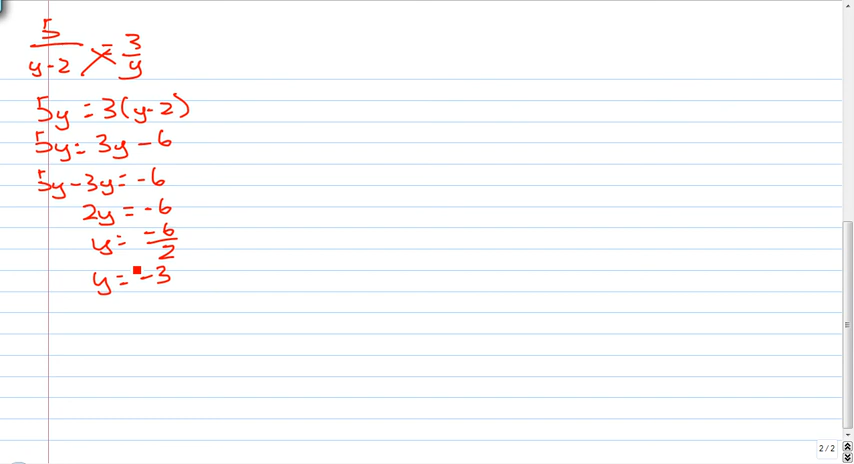 5/(y-2) = 3/y
5y = 3(y-2)
5y = 3y - 6
5y - 3y = -6
2y = -6
y = -6/2
y = -3
2 / 2